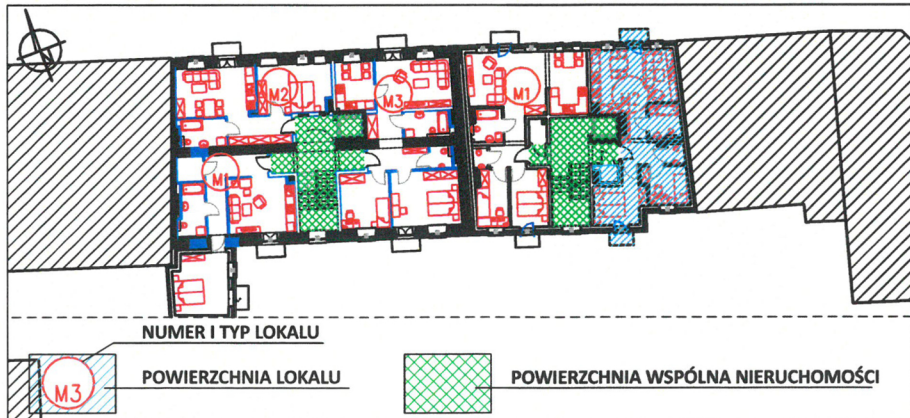 M2
M3
M1
M1
NUMER I TYP LOKALU
POWIERZCHNIA LOKALU
M3
POWIERZCHNIA WSPÓLNA NIERUCHOMOŚCI